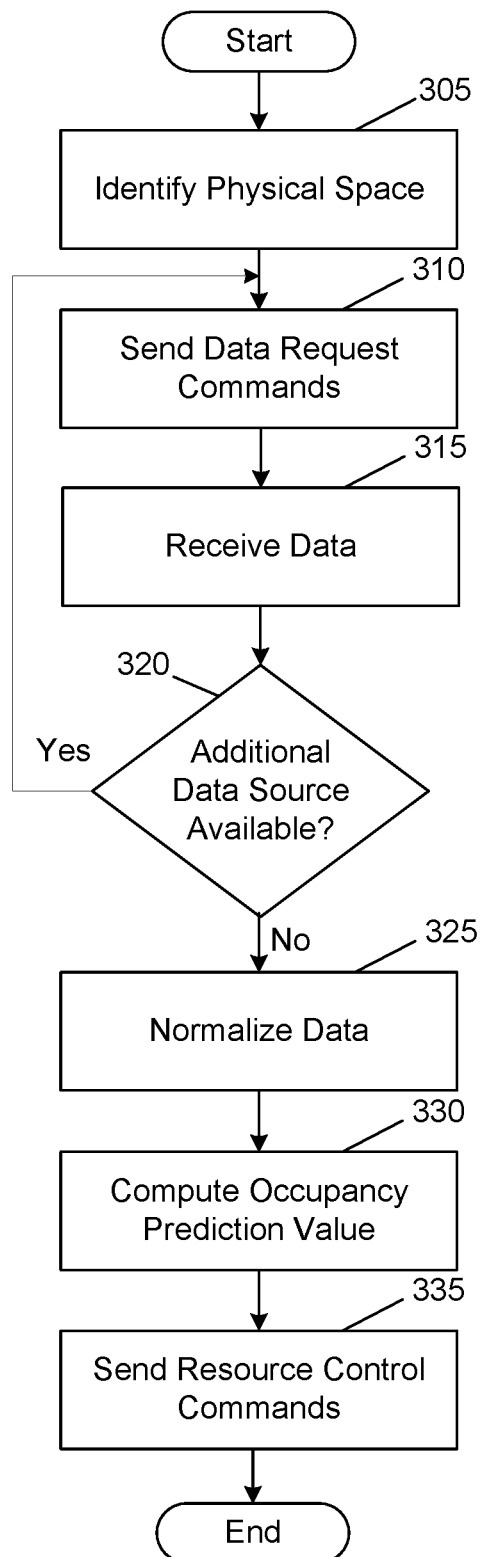 Start
305
Identify Physical Space
310
Send Data Request
Commands
315
Receive Data
320
Yes
Additional
Data Source
Available?
No
325
Normalize Data
330
Compute Occupancy
Prediction Value
335
Send Resource Control
Commands
End